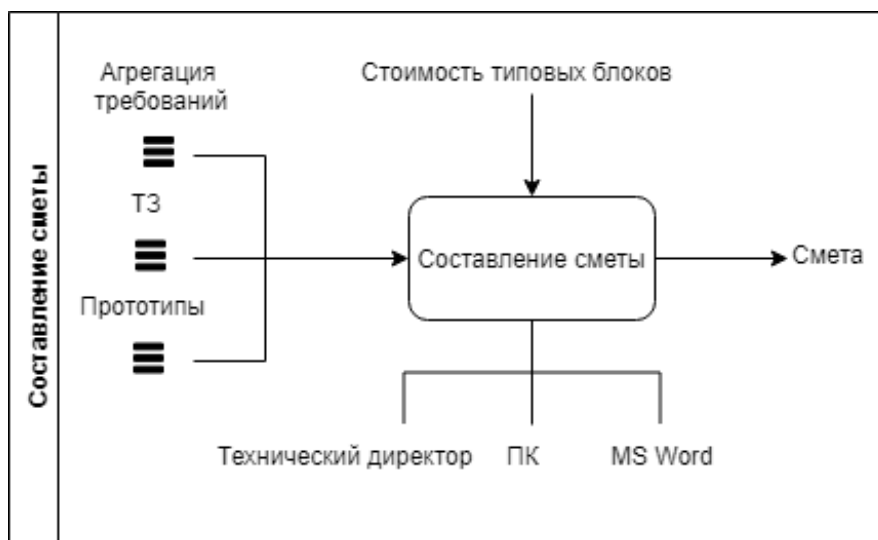 Составление сметы
Агрегация
требований
Стоимость типовых блоков
ТЗ
Составление сметы
Смета
Прототипы
Технический директор
ПК
MS Word